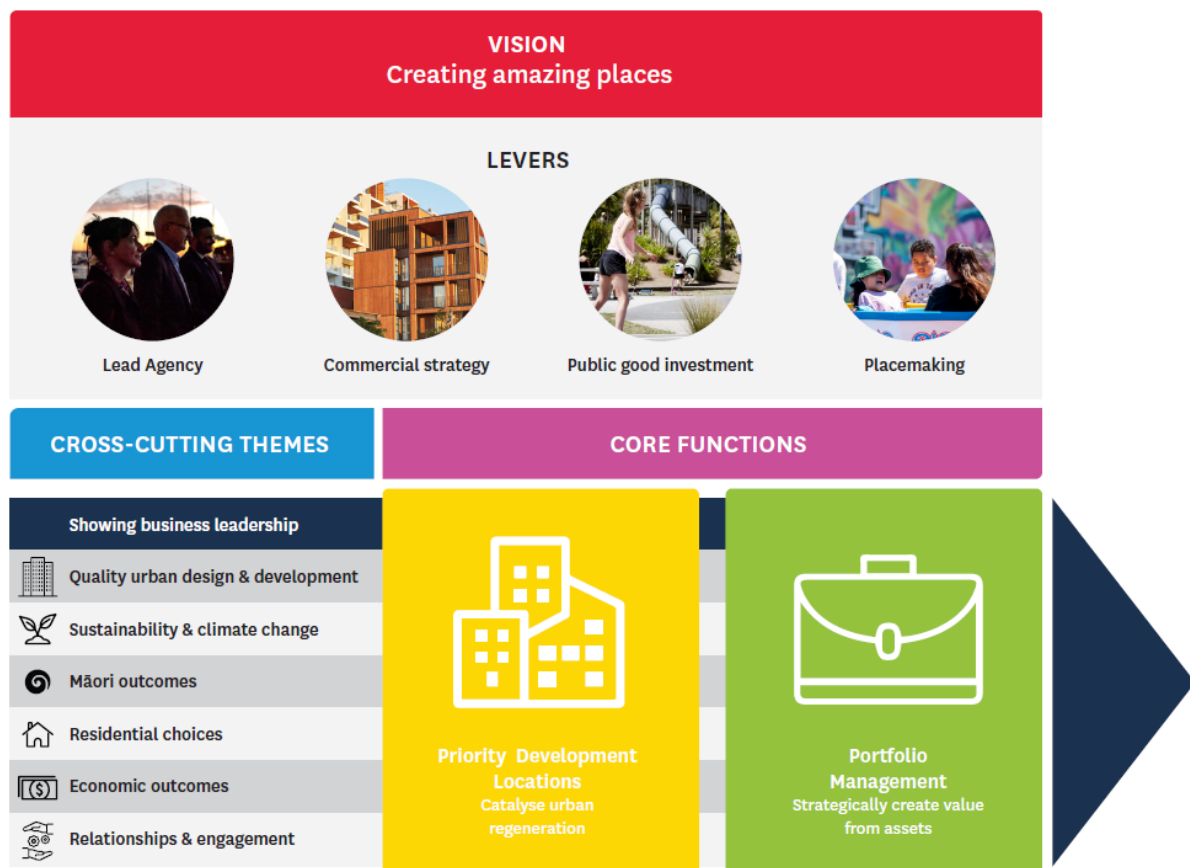 VISION
Creating amazing places
LEVERS
Lead Agency
Commercial strategy
Public good investment
Placemaking
CROSS-CUTTING THEMES
CORE FUNCTIONS
Showing business leadership
Quality urban design & development
Sustainability & climate change
Māori outcomes
Residential choices
Economic outcomes
Relationships & engagement
Priority Development
Locations
Catalyse urban
regeneration
Portfolio
Management
Strategically create value
from assets